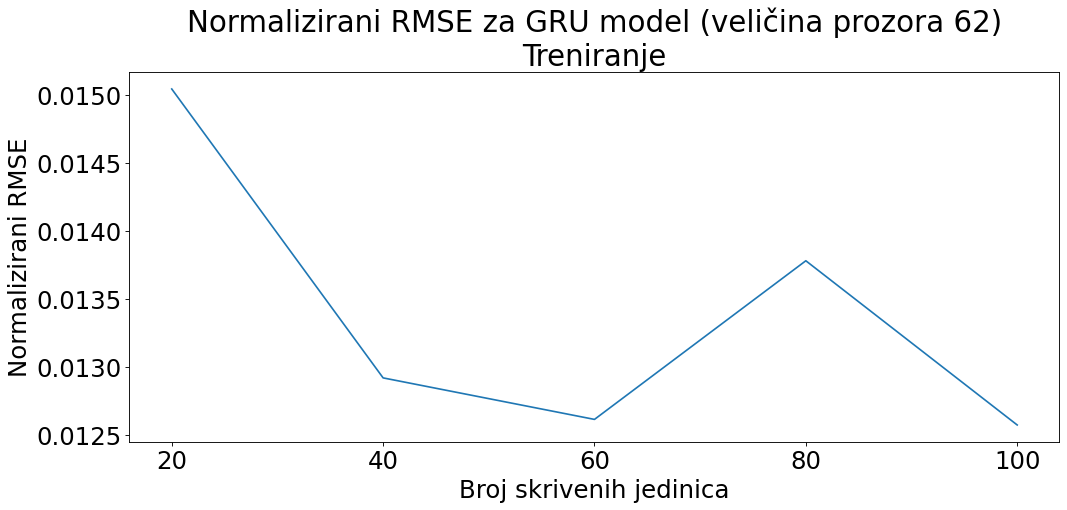 Normalizirani RMSE za GRU model (veličina prozora 62)
Treniranje
Normalizirani RMSE
0.0150
0.0145
0.0140
0.0135
0.0130
0.0125
20 40 60 80 100
Broj skrivenih jedinica